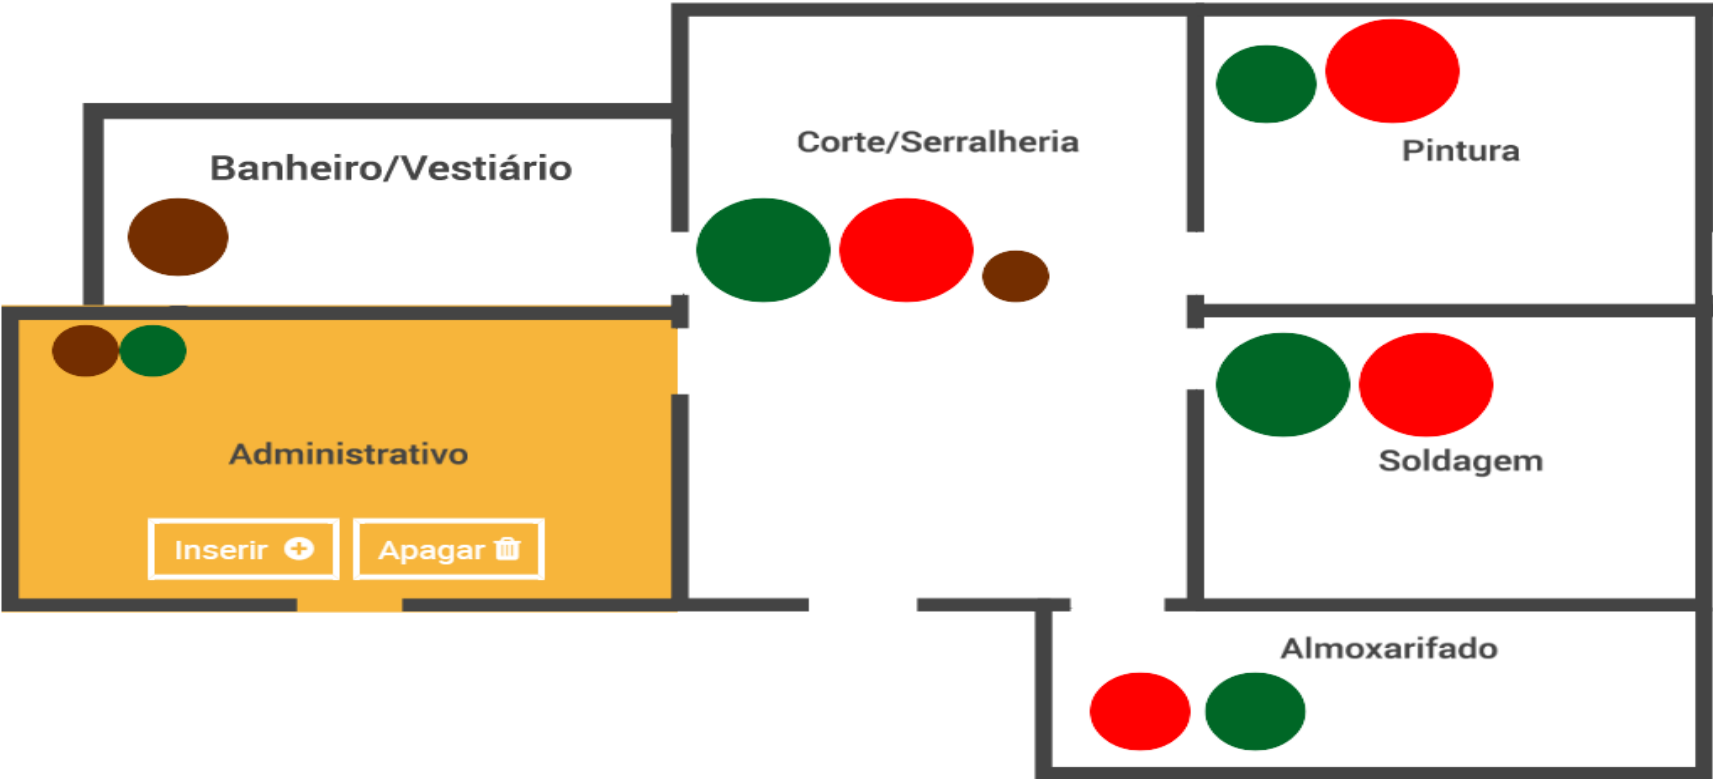 Corte/Serralheria
Pintura
Banheiro/Vestiário
Administrativo
Soldagem
Inserir
Apagar
Almoxarifado